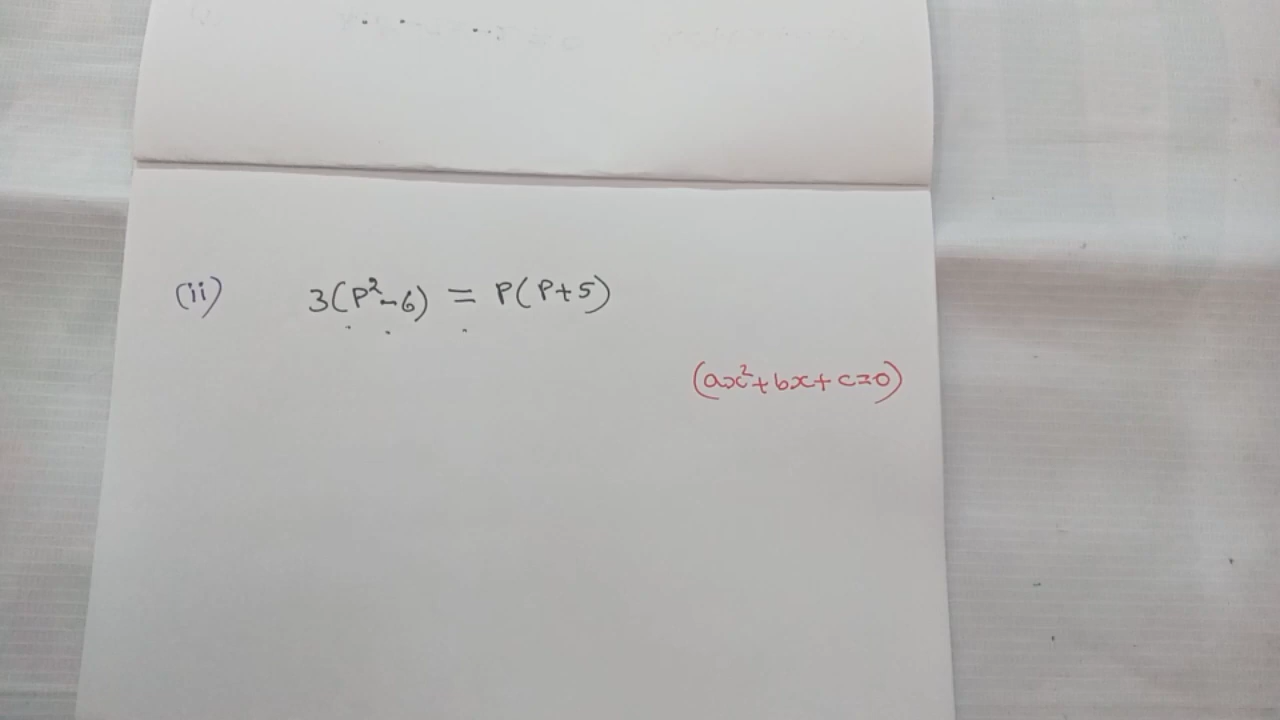 (ii) 3(P²-6) = P(P+5)
(ax²+bx+c=0)